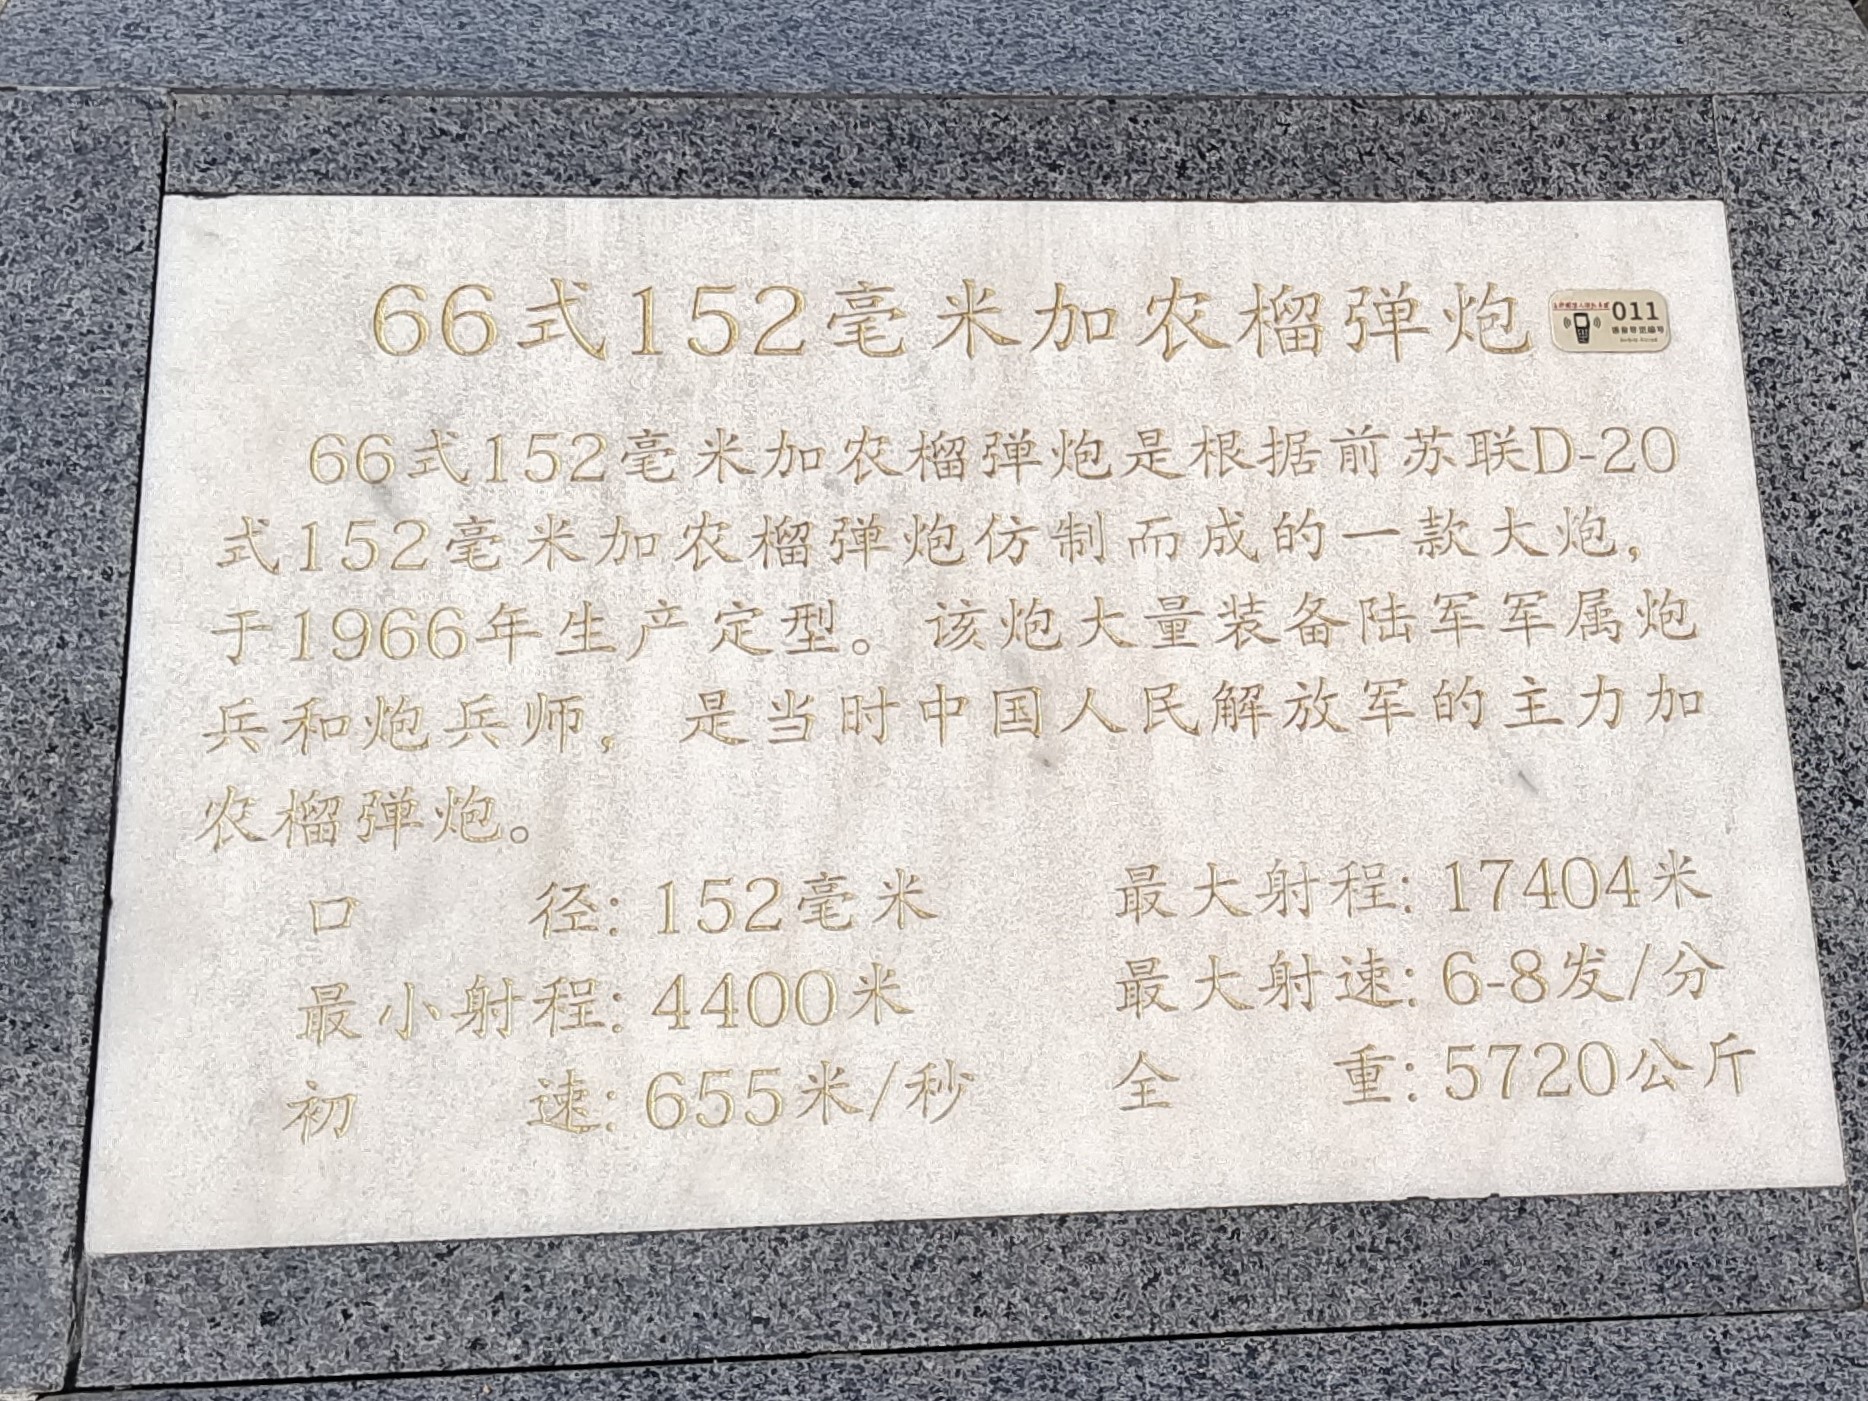 66式152毫米加农榴弹炮
011
语音导览编号
66式152毫米加农榴弹炮是根据前苏联D-20
式152毫米加农榴弹炮仿制而成的一款大炮，
于1966年生产定型。该炮大量装备陆军军属炮
兵和炮兵师，是当时中国人民解放军的主力加
农榴弹炮。
口径: 152毫米 最大射程: 17404米
最小射程: 4400米 最大射速: 6-8发/分
初速: 655米/秒 全重: 5720公斤